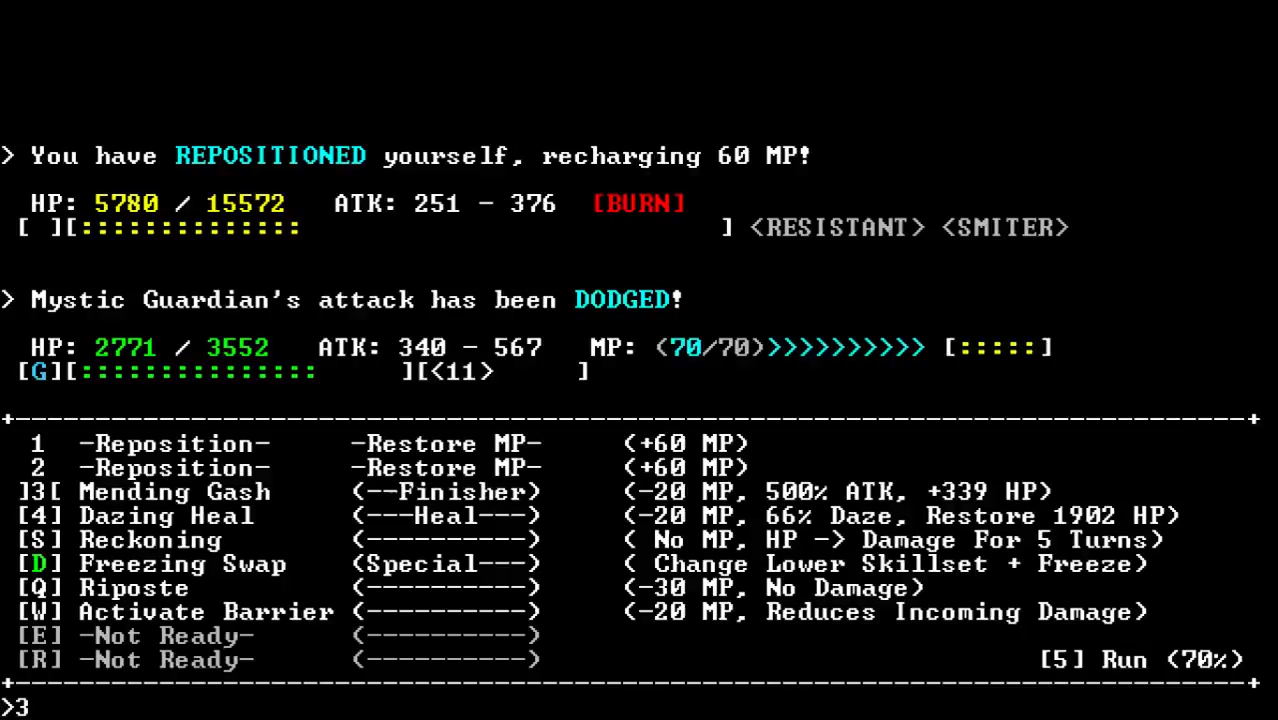 > You have REPOSITIONED yourself, recharging 60 MP!
HP: 5780 / 15572 ATK: 251 - 376 [BURN]
[ ][:::::::::::::: ] <RESISTANT> <SMITER>
> Mystic Guardian's attack has been DODGED!
HP: 2771 / 3552 ATK: 340 - 567 MP: (70/70)>>>>>>>>>> [:::::]
[G][::::::::::::::: ][<11> ]
+------------------------------------------------------------------------------+
1 -Reposition- -Restore MP- (+60 MP)
2 -Reposition- -Restore MP- (+60 MP)
]3[ Mending Gash (--Finisher) (-20 MP, 500% ATK, +339 HP)
[4] Dazing Heal (---Heal---) (-20 MP, 66% Daze, Restore 1902 HP)
[S] Reckoning (----------) ( No MP, HP -> Damage For 5 Turns)
[D] Freezing Swap (Special---) ( Change Lower Skillset + Freeze)
[Q] Riposte (----------) (-30 MP, No Damage)
[W] Activate Barrier (----------) (-20 MP, Reduces Incoming Damage)
[E] -Not Ready- (----------)
[R] -Not Ready- (----------) [5] Run (70%)
+------------------------------------------------------------------------------+
>3